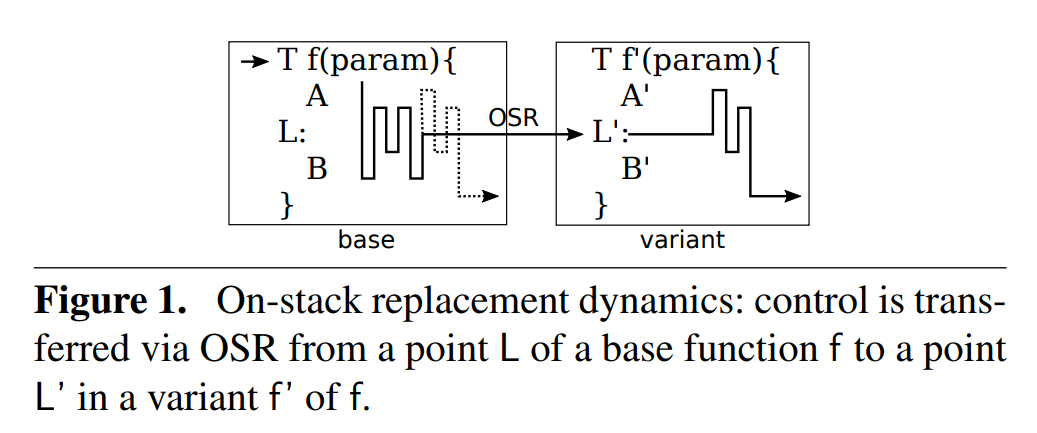 T f(param){
A
L:
B
}
base
OSR
T f'(param){
A'
L':
B'
}
variant
Figure 1. On-stack replacement dynamics: control is trans-
ferred via OSR from a point L of a base function f to a point
L' in a variant f' of f.